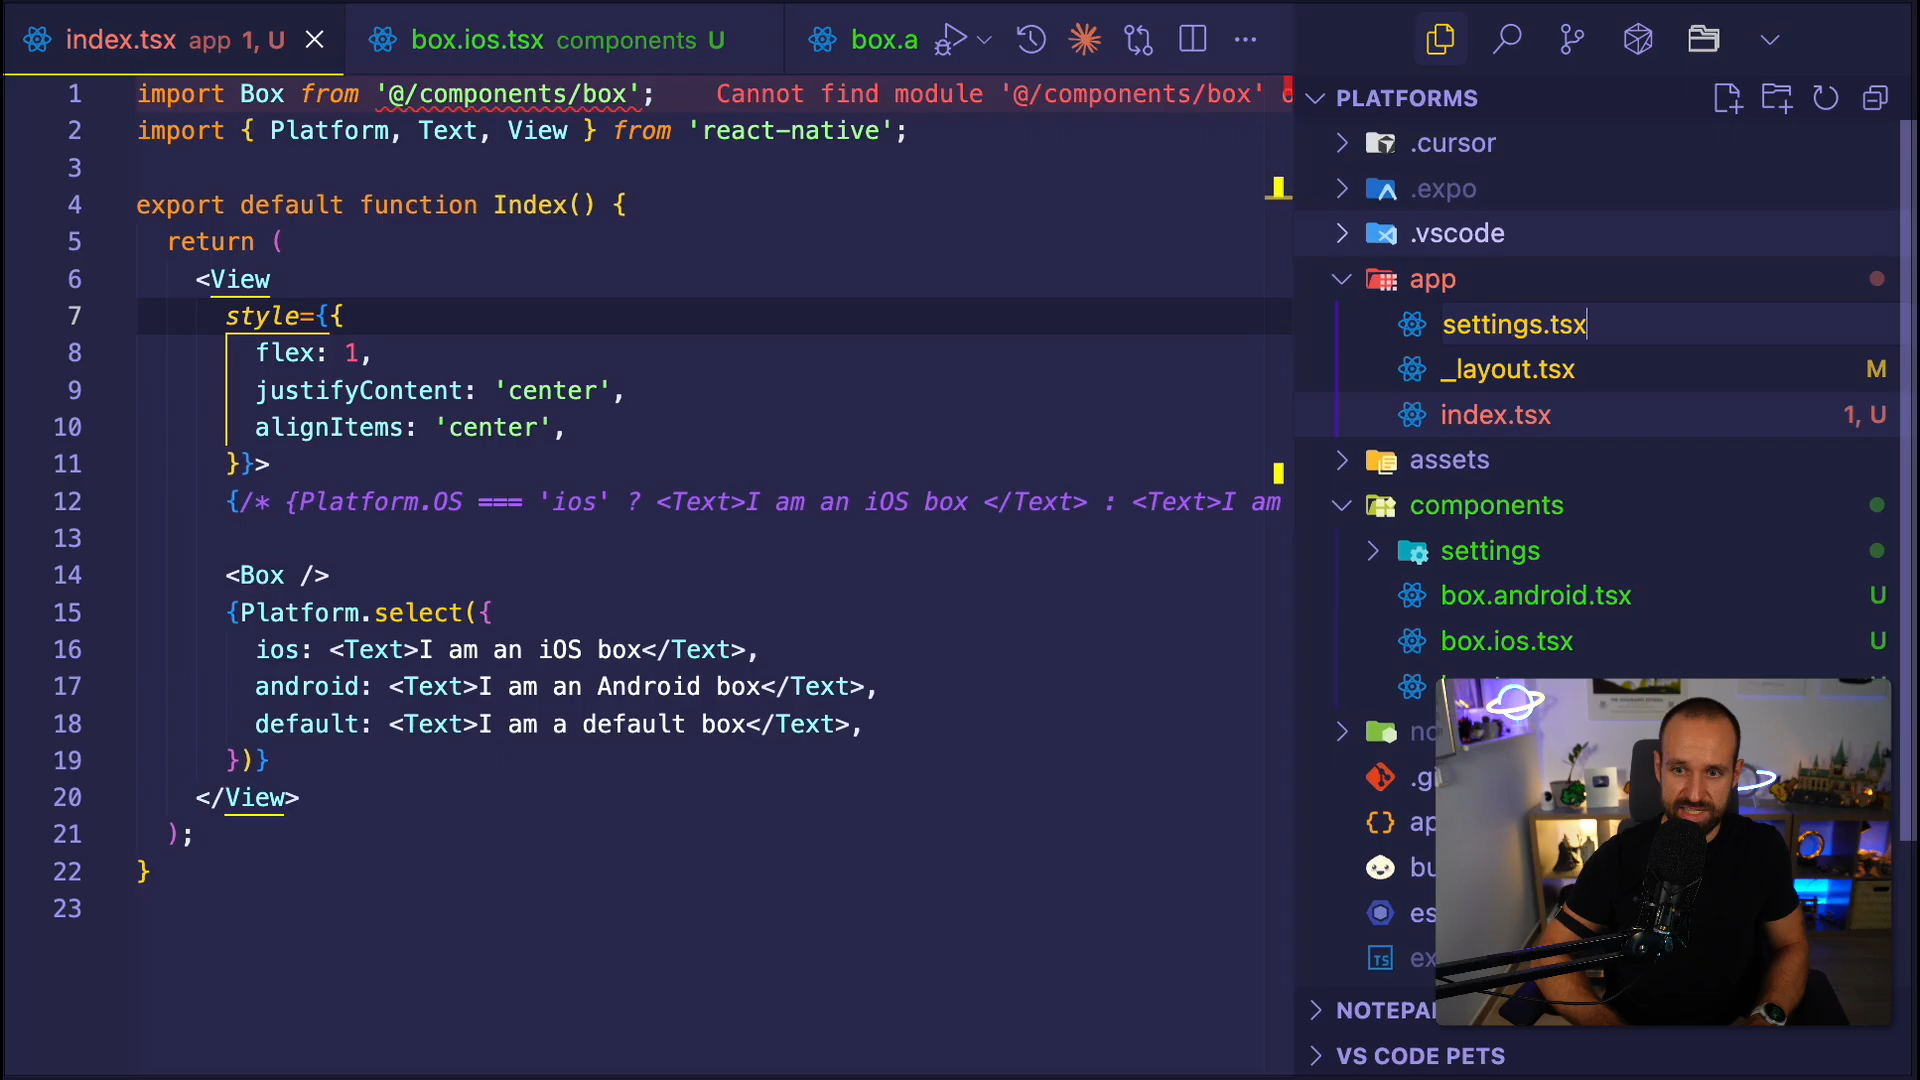 index.tsx app 1, U
box.ios.tsx components U
box.a
1 import Box from '@/components/box'; Cannot find module '@/components/box'
2 import { Platform, Text, View } from 'react-native';
3
4 export default function Index() {
5 return (
6 <View
7 style={{
8 flex: 1,
9 justifyContent: 'center',
10 alignItems: 'center',
11 }}>
12 {/* {Platform.OS === 'ios' ? <Text>I am an iOS box </Text> : <Text>I am
13
14 <Box />
15 {Platform.select({
16 ios: <Text>I am an iOS box</Text>,
17 android: <Text>I am an Android box</Text>,
18 default: <Text>I am a default box</Text>,
19 })}
20 </View>
21 );
22 }
23
PLATFORMS
.cursor
.expo
.vscode
app
settings.tsx
_layout.tsx M
index.tsx 1, U
assets
components
settings
box.android.tsx U
box.ios.tsx U
no
.g
ap
bu
es
TS ex
NOTEPA
VS CODE PETS